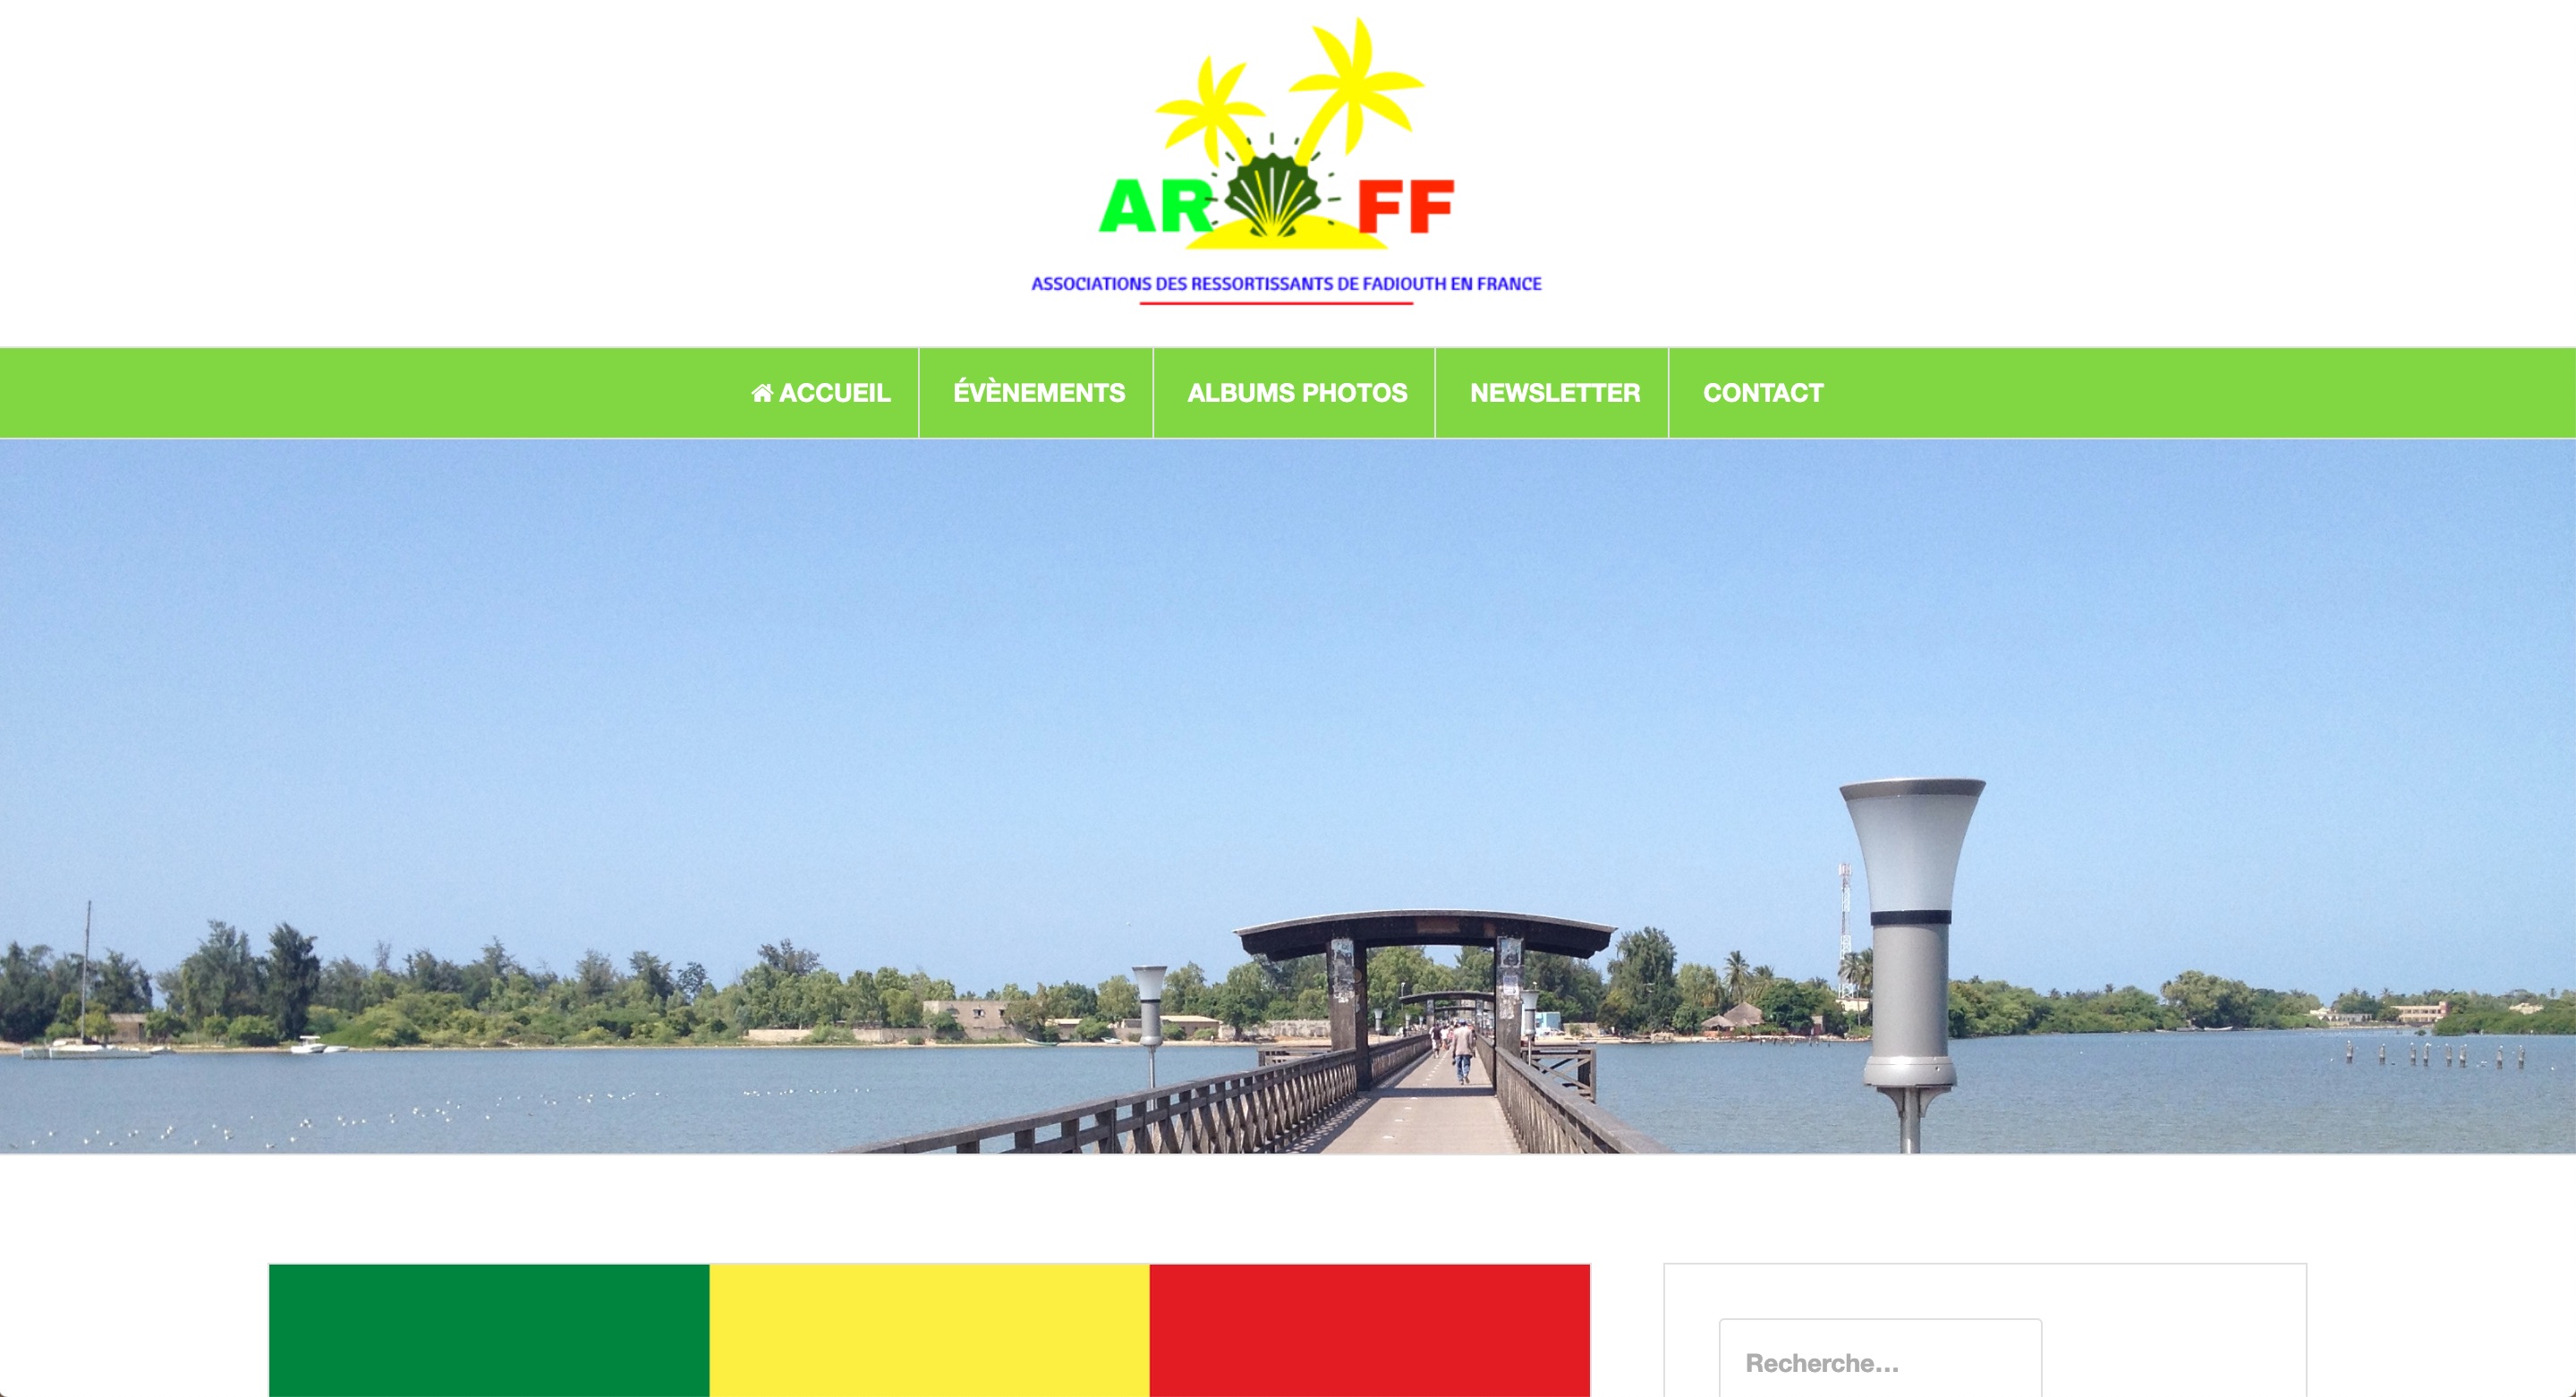 AR FF
ASSOCIATIONS DES RESSORTISSANTS DE FADIOUTH EN FRANCE
ACCUEIL ÉVÈNEMENTS ALBUMS PHOTOS NEWSLETTER CONTACT
Recherche...